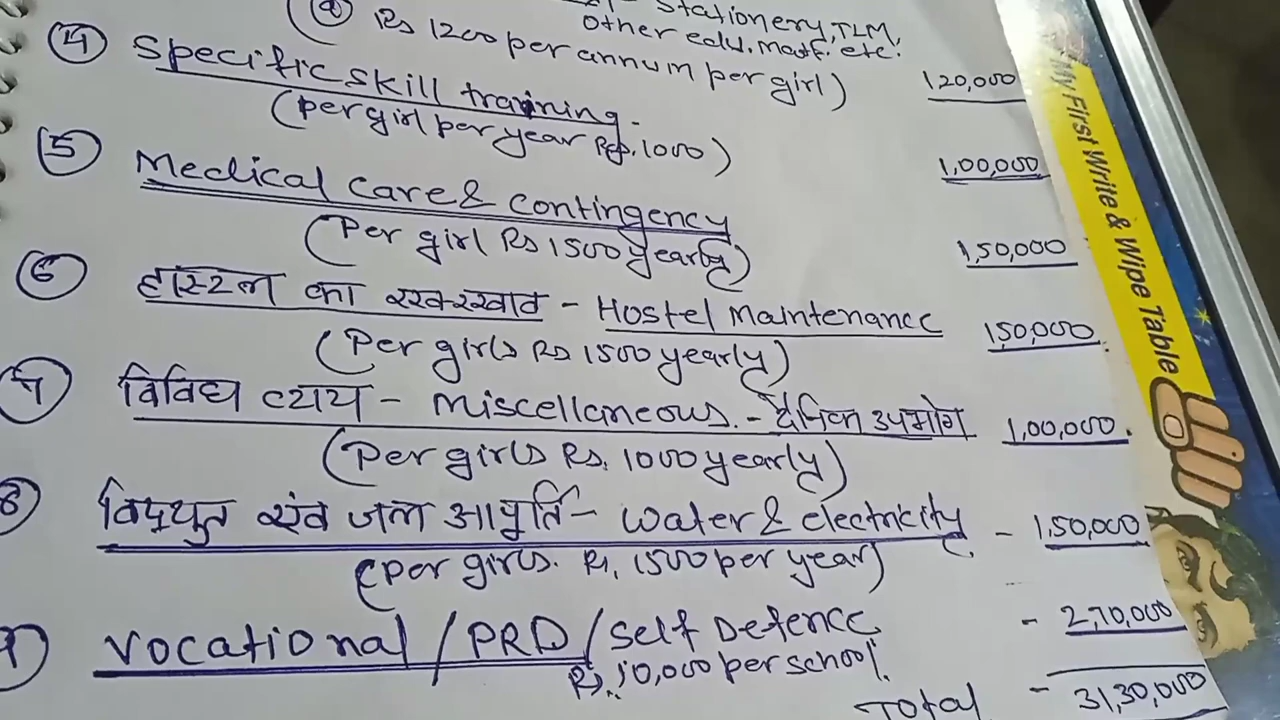 Stationery, TLM,
Other edu. Matf. etc.
Rs 1200 per annum per girl) 1,20,000
④ Specific skill training -
(per girl per year Rs. 1000) 1,00,000
⑤ Medical care & contingency
(Per girl Rs 1500 yearly) 1,50,000
⑥ हास्टल का रखरखाव - Hostel Maintenance
(Per girls Rs 1500 yearly) 150,000
7 विविध व्यय - Miscellaneous. - दैनिक उपभोग 1,00,000.
(Per girls Rs. 1000 yearly)
8 विद्युत एंव जल आपूर्ति - Water & electricity - 1,50,000
(per girls. Rs. 1500 per year)
9 Vocational / PRD / Self Defence - 2,70,000
Rs. 10,000 per school.
Total - 31,30,000
My First Write & Wipe Table